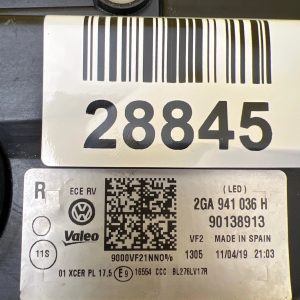 28845
R
ECE RV
(LED)
2GA 941 036 H
90138913
Valeo
VF2 MADE IN SPAIN
11S
9000VF21NNO%
1305 11/04/19 21:03
01 XCER PL 17,5 E9 16554 CCC BL276LV17R